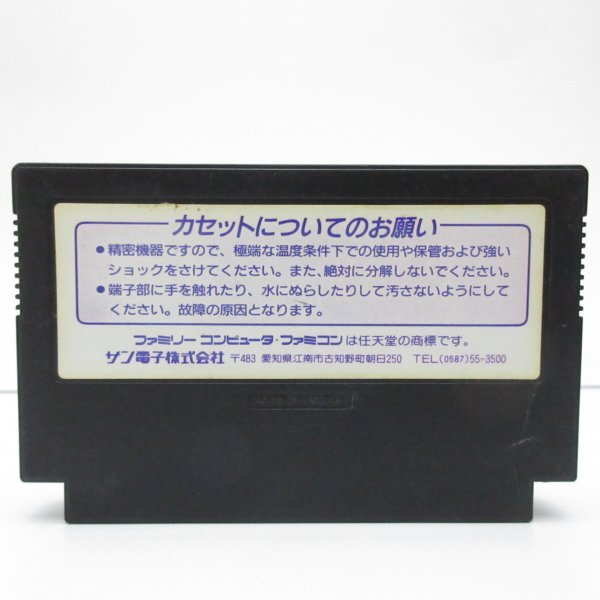 カセットについてのお願い
●精密機器ですので、極端な温度条件下での使用や保管および強い
ショックをさけてください。また、絶対に分解しないでください。
●端子部に手を触れたり、水にぬらしたりして汚さないようにして
ください。故障の原因となります。
ファミリー コンピュータ・ファミコンは任天堂の商標です。
サン電子株式会社 〒483 愛知県江南市古知野町朝日250 TEL(0587)55-3500